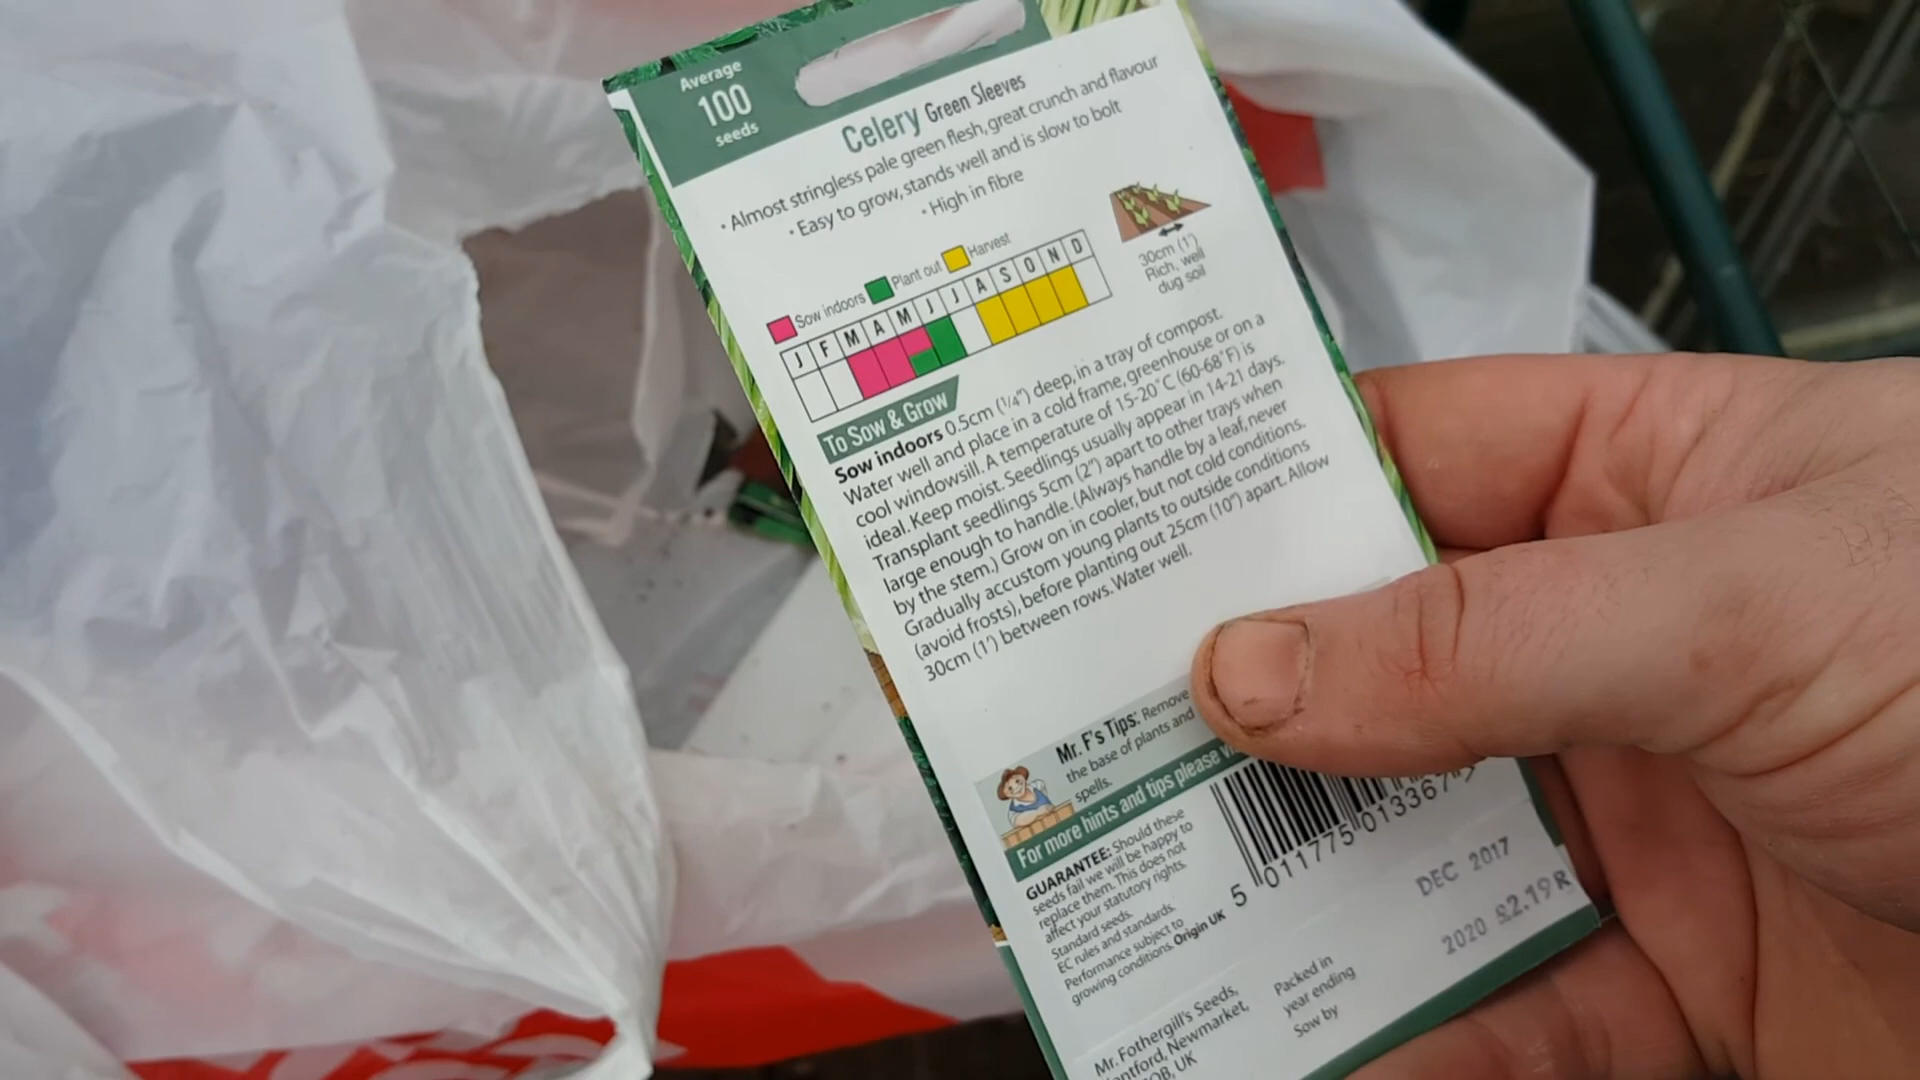 Average
100
seeds
Celery Green Sleeves
• Almost stringless pale green flesh, great crunch and flavour
• Easy to grow, stands well and is slow to bolt
• High in fibre
Sow indoors Plant out Harvest
J F M A M J J A S O N D
30cm (1')
Rich, well
dug soil
To Sow & Grow
Sow indoors 0.5cm (1/4") deep, in a tray of compost.
Water well and place in a cold frame, greenhouse or on a
cool windowsill. A temperature of 15-20°C (60-68°F) is
ideal. Keep moist. Seedlings usually appear in 14-21 days.
Transplant seedlings 5cm (2") apart to other trays when
large enough to handle. (Always handle by a leaf, never
by the stem.) Grow on in cooler, but not cold conditions.
Gradually accustom young plants to outside conditions
(avoid frosts), before planting out 25cm (10") apart. Allow
30cm (1') between rows. Water well.
Mr. F's Tips: Remove
the base of plants and
spells.
For more hints and tips please
GUARANTEE: Should these
seeds fail we will be happy to
replace them. This does not
affect your statutory rights.
Standard seeds.
EC rules and standards.
Performance subject to
growing conditions. Origin UK
5 011775 013367
DEC 2017
2020 £2.19R
Packed in
year ending
Sow by
Mr. Fothergill's Seeds,
Newmarket,
UK